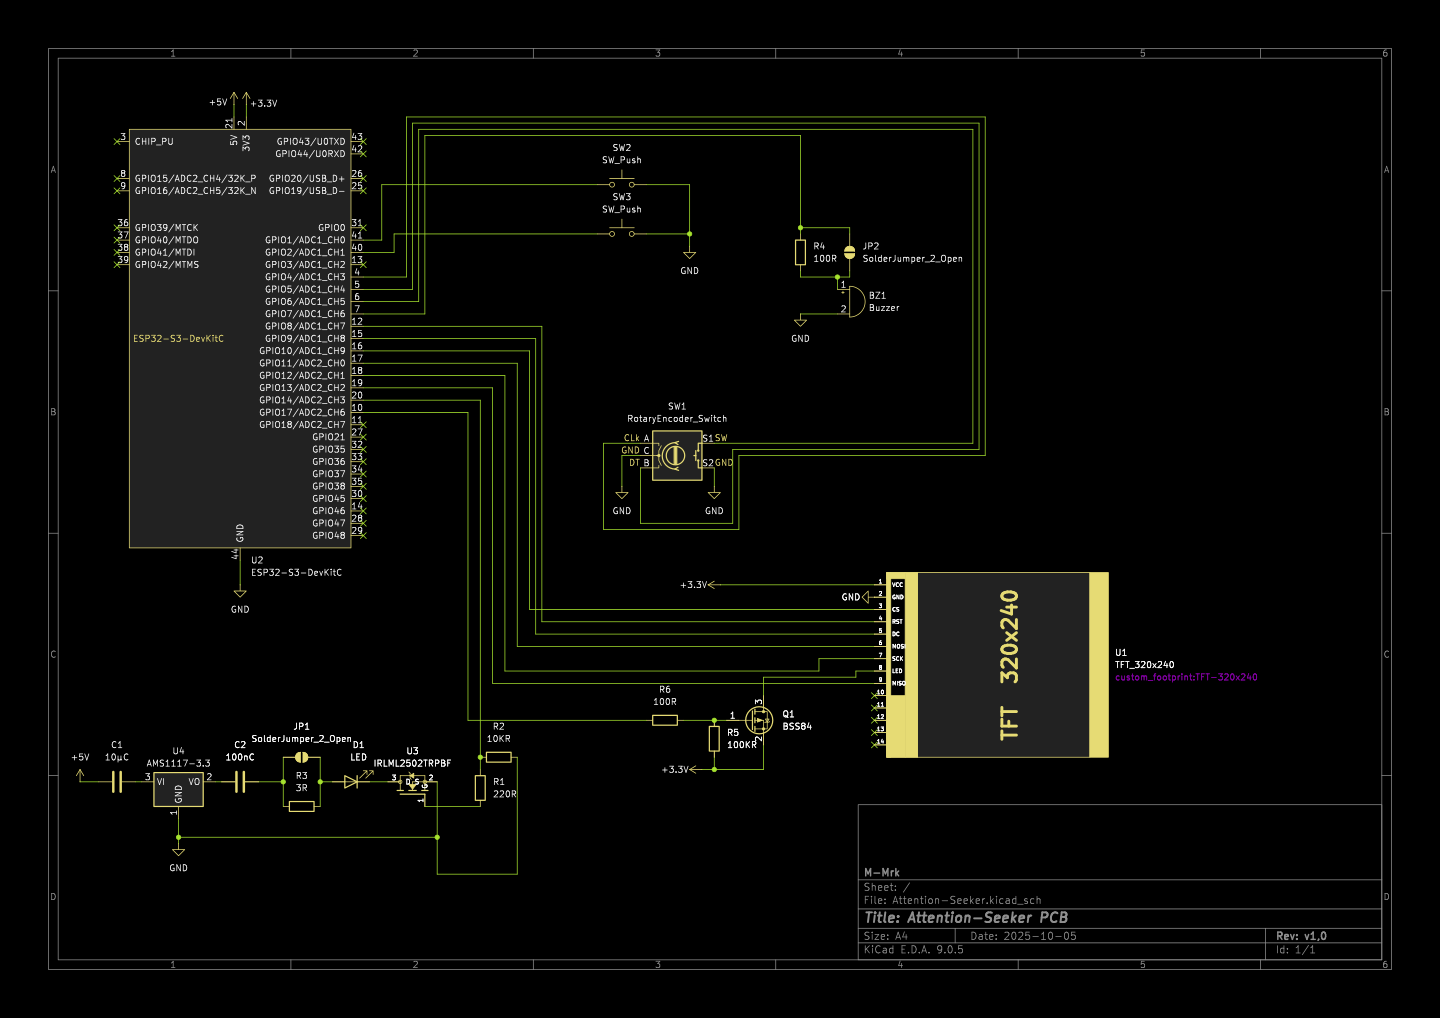 1 2 3 4 5 6
+5V +3.3V
21 2
5V 3V3
3 CHIP_PU GPIO43/U0TXD 43
GPIO44/U0RXD 42
8 GPIO15/ADC2_CH4/32K_P GPIO20/USB_D+ 26
9 GPIO16/ADC2_CH5/32K_N GPIO19/USB_D- 25
36 GPIO39/MTCK GPIO0 31
37 GPIO40/MTDO GPIO1/ADC1_CH0 41
38 GPIO41/MTDI GPIO2/ADC1_CH1 40
39 GPIO42/MTMS GPIO3/ADC1_CH2 13
GPIO4/ADC1_CH3 4
GPIO5/ADC1_CH4 5
GPIO6/ADC1_CH5 6
GPIO7/ADC1_CH6 7
GPIO8/ADC1_CH7 12
ESP32-S3-DevKitC GPIO9/ADC1_CH8 15
GPIO10/ADC1_CH9 16
GPIO11/ADC2_CH0 17
GPIO12/ADC2_CH1 18
GPIO13/ADC2_CH2 19
GPIO14/ADC2_CH3 20
GPIO17/ADC2_CH6 10
GPIO18/ADC2_CH7 11
GPIO21 27
GPIO35 32
GPIO36 33
GPIO37 34
GPIO38 35
GPIO45 30
GPIO46 14
GPIO47 28
GPIO48 29
GND
44
U2
ESP32-S3-DevKitC
GND
SW2
SW_Push
SW3
SW_Push
GND
R4
100R
JP2
SolderJumper_2_Open
1
+
2
BZ1
Buzzer
GND
SW1
RotaryEncoder_Switch
CLk A S1 SW
GND C
DT B S2 GND
GND GND
+3.3V
GND
1 VCC
2 GND
3 CS
4 RST
5 DC
6 MOSI
7 SCK
8 LED
9 MISO
10
11
12
13
14
TFT 320x240
U1
TFT_320x240
custom_footprint:TFT-320x240
R6
100R
1
3
2
Q1
BSS84
R5
100KR
+3.3V
R2
10KR
R1
220R
JP1
SolderJumper_2_Open
R3
3R
D1
LED
U3
IRLML2502TRPBF
3 D S 2
G
1
+5V
C1
10µC
U4
AMS1117-3.3
3 VI VO 2
GND
1
C2
100nC
GND
M-Mrk
Sheet: /
File: Attention-Seeker.kicad_sch
Title: Attention-Seeker PCB
Size: A4 Date: 2025-10-05 Rev: v1,0
KiCad E.D.A. 9.0.5 Id: 1/1
A A
B B
C C
D D
1 2 3 4 5 6